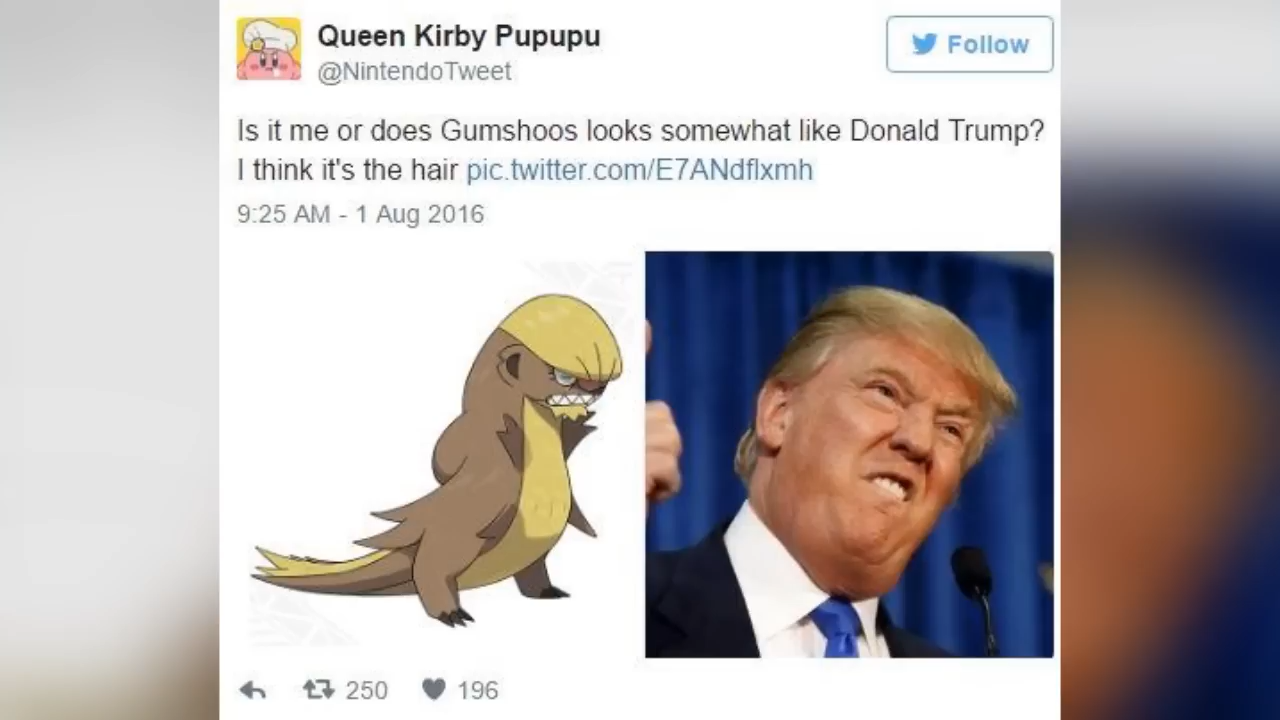 Queen Kirby Pupupu
@NintendoTweet
Follow
Is it me or does Gumshoos looks somewhat like Donald Trump?
I think it's the hair pic.twitter.com/E7ANdflxmh
9:25 AM - 1 Aug 2016
250
196